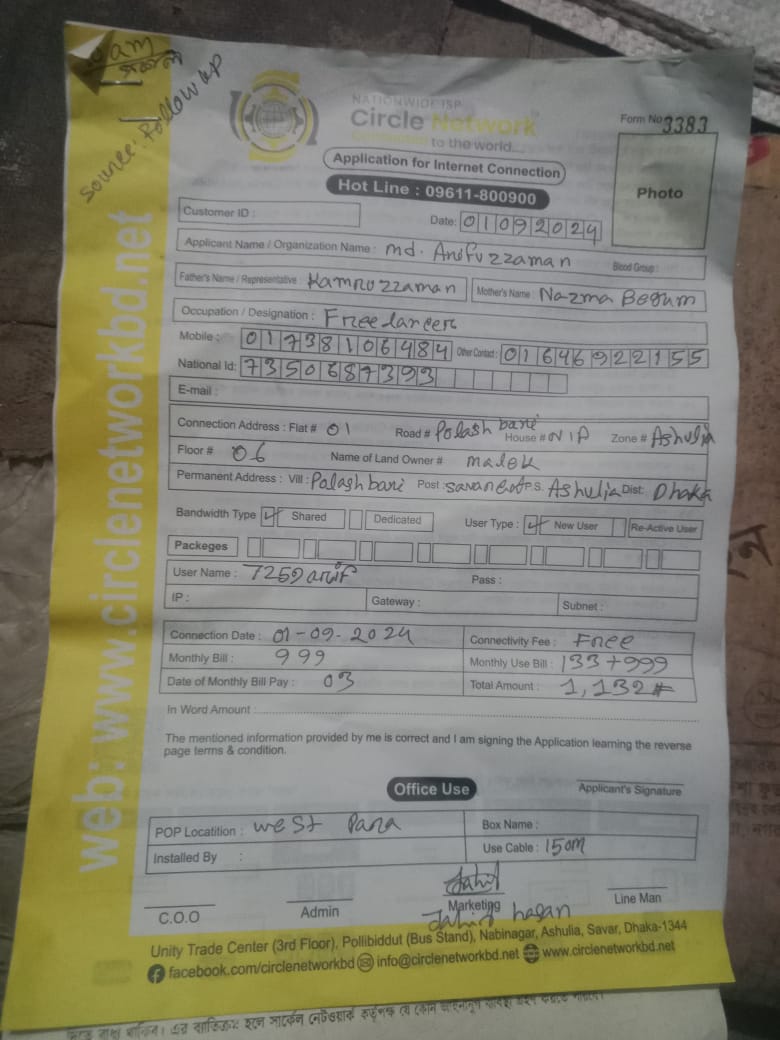 Source: Follow up
NATIONWIDE ISP
Circle Network
Connected to the world...
Form No 3383
Application for Internet Connection
Hot Line : 09611-800900
Photo
Customer ID :
Date: 01092024
Applicant Name / Organization Name : md. Arifuzzaman Blood Group :
Father's Name / Representative : Kamruzzaman Mother's Name : Nazma Begum
Occupation / Designation : Freelancer
Mobile : 01738106484 Other Contact : 01646922155
National Id: 7350687393
E-mail :
Connection Address : Flat # 01 Road # Polash bari House # N/A Zone # Ashulia
Floor # 06 Name of Land Owner # malek
Permanent Address : Vill : Palash bari Post : P.S. Ashulia Dist: Dhaka
Bandwidth Type Shared Dedicated User Type : New User Re-Active User
Packeges
User Name : Pass :
IP : Gateway : Subnet :
Connection Date : 01-09-2024 Connectivity Fee : Free
Monthly Bill : 999 Monthly Use Bill : 133+999
Date of Monthly Bill Pay : 03 Total Amount : 1,132#
In Word Amount :
The mentioned information provided by me is correct and I am signing the Application learning the reverse
page terms & condition.
Office Use
Applicant's Signature
POP Locatition : west Para Box Name :
Installed By : Use Cable : 150M
C.O.O Admin Marketing Line Man
Jahid hasan
Unity Trade Center (3rd Floor), Pollibiddut (Bus Stand), Nabinagar, Ashulia, Savar, Dhaka-1344
facebook.com/circlenetworkbd info@circlenetworkbd.net www.circlenetworkbd.net
web: www.circlenetworkbd.net